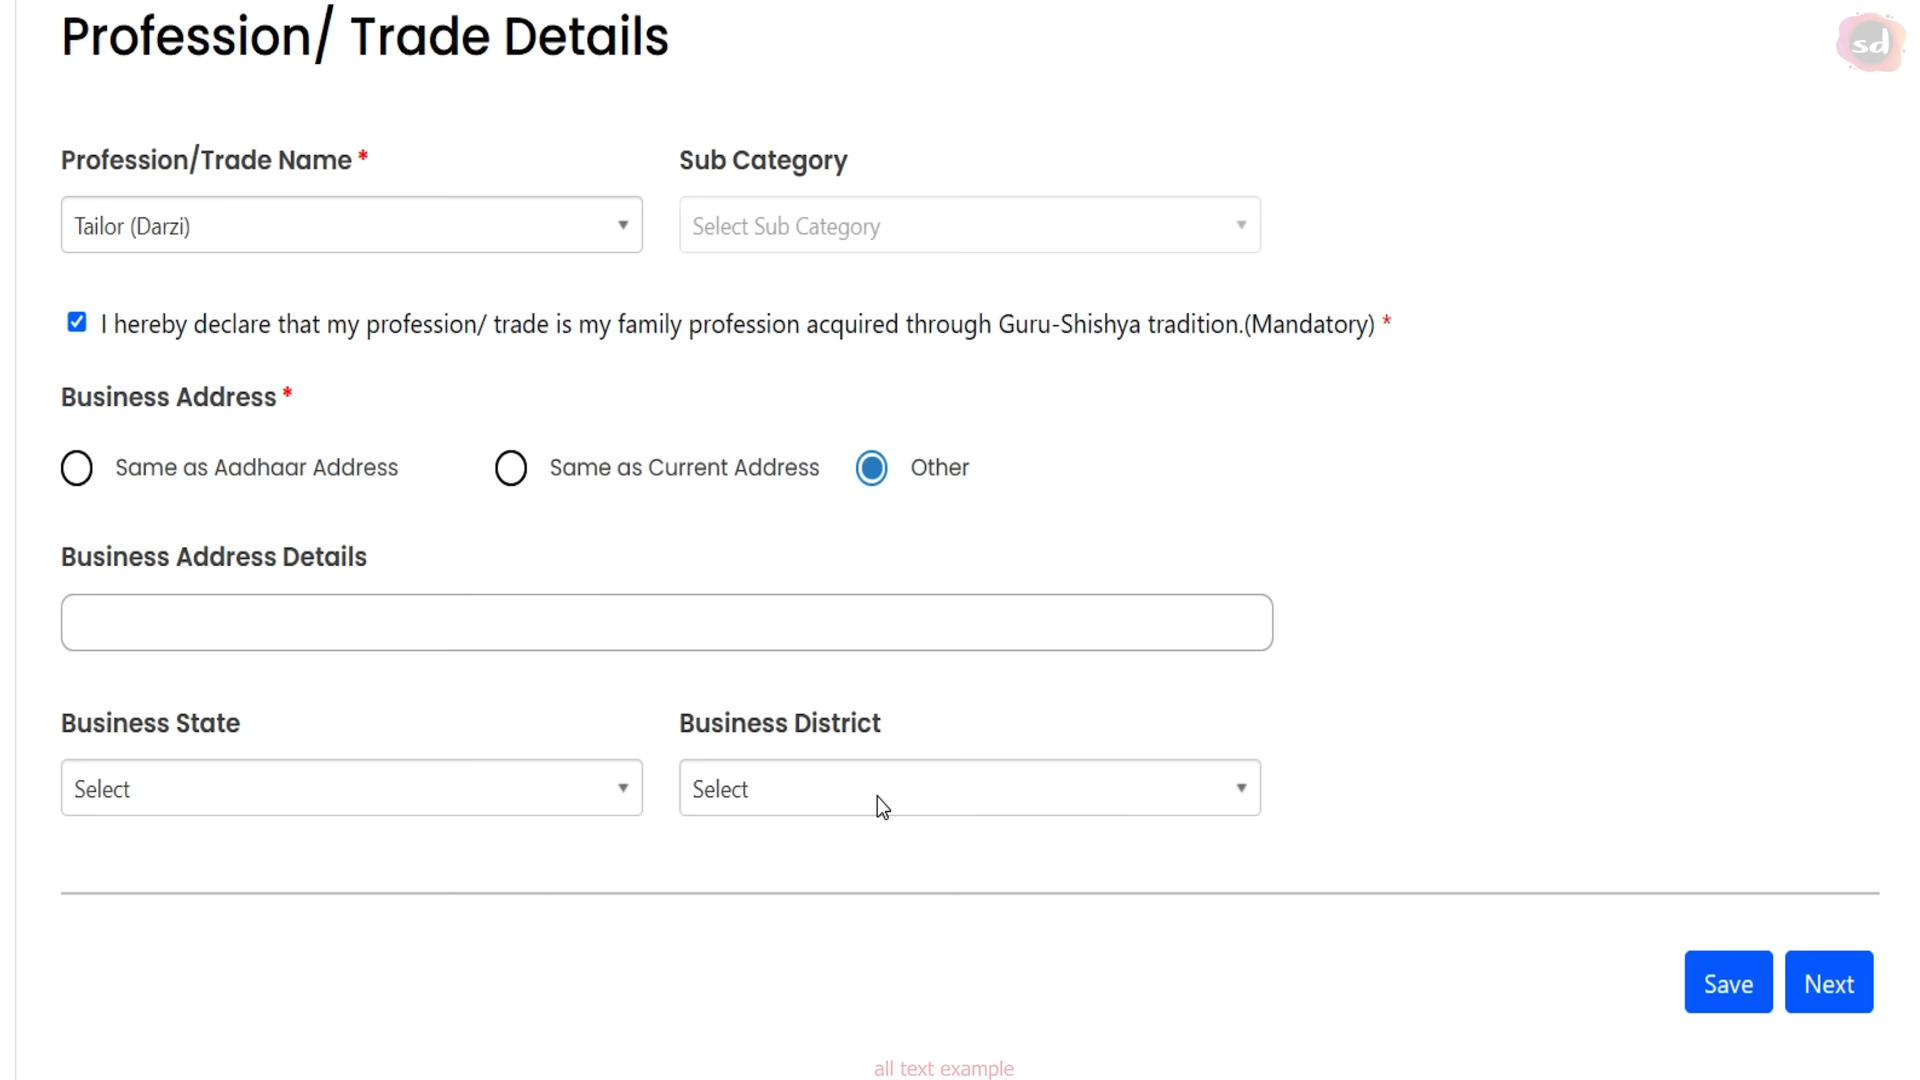 Profession/ Trade Details
sd
Profession/Trade Name *
Sub Category
Tailor (Darzi)
Select Sub Category
I hereby declare that my profession/ trade is my family profession acquired through Guru-Shishya tradition.(Mandatory) *
Business Address *
Same as Aadhaar Address
Same as Current Address
Other
Business Address Details
Business State
Business District
Select
Select
Save
Next
all text example